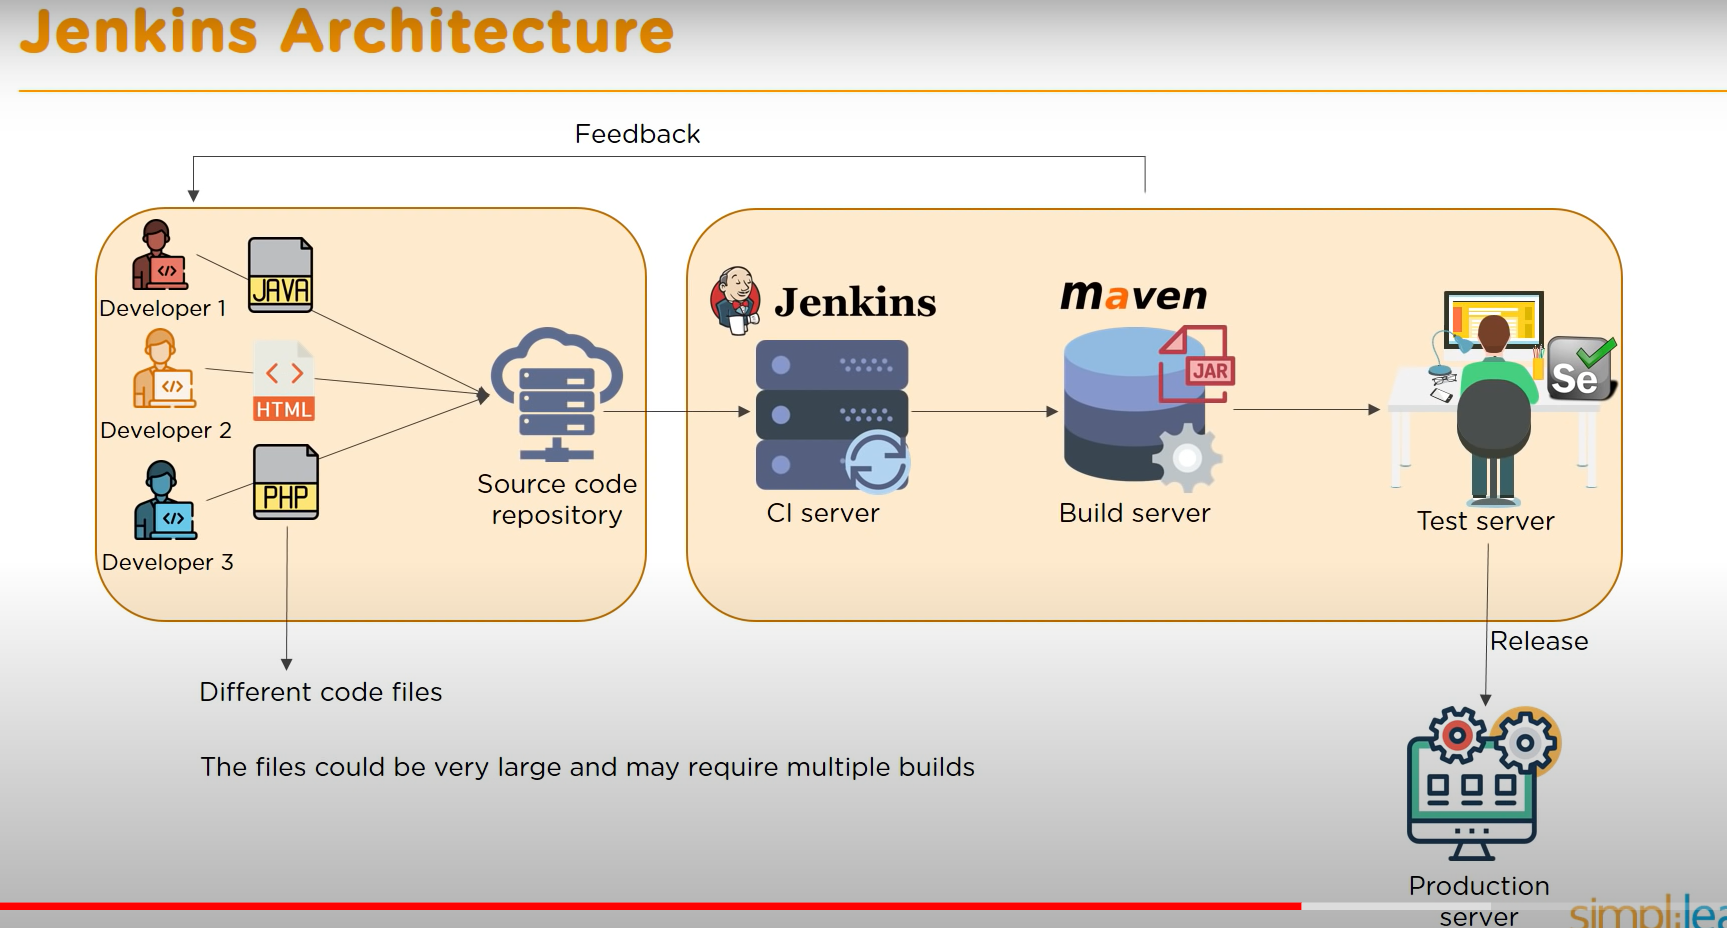 Jenkins Architecture
Feedback
JAVA
Developer 1
HTML
Developer 2
PHP
Developer 3
Source code
repository
Jenkins
CI server
maven
JAR
Build server
Se
Test server
Release
Different code files
The files could be very large and may require multiple builds
Production
server